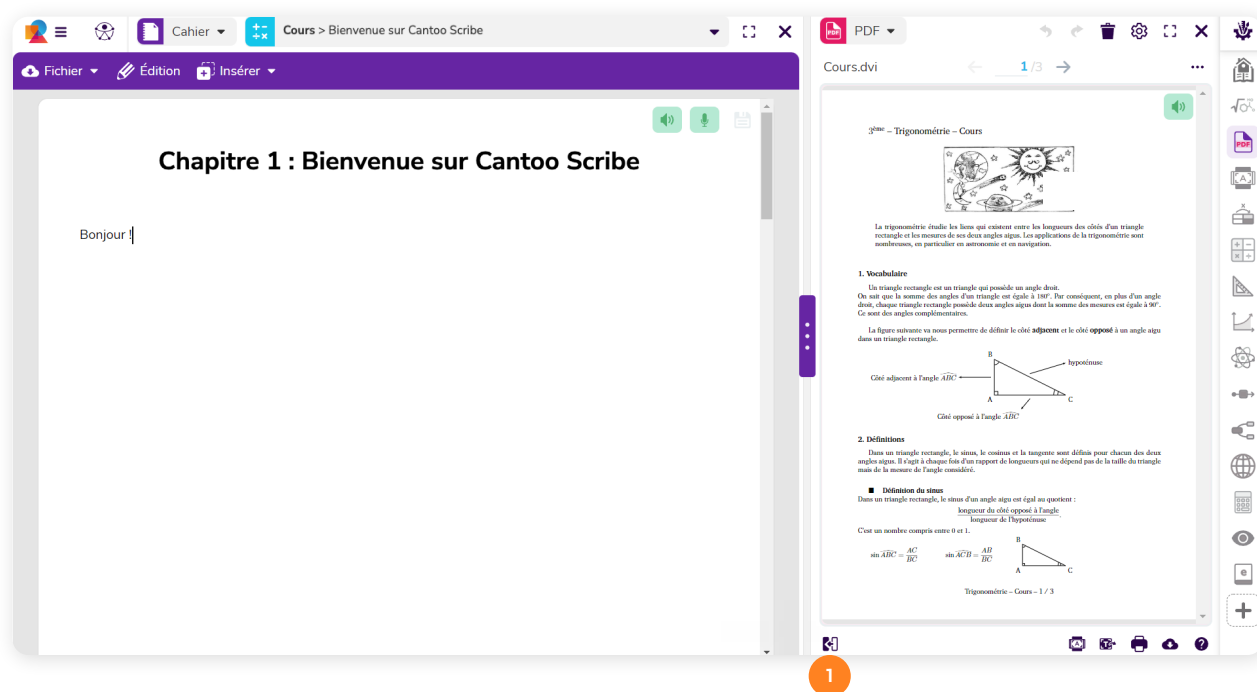 Cahier
Cours > Bienvenue sur Cantoo Scribe
Fichier
Édition
Insérer
Chapitre 1 : Bienvenue sur Cantoo Scribe
Bonjour !
PDF
PDF
Cours.dvi
1/3
3ème – Trigonométrie – Cours
La trigonométrie étudie les liens qui existent entre les longueurs des côtés d'un triangle
rectangle et les mesures de ses deux angles aigus. Les applications de la trigonométrie sont
nombreuses, en particulier en astronomie et en navigation.
1. Vocabulaire
Un triangle rectangle est un triangle qui possède un angle droit.
On sait que la somme des angles d'un triangle est égale à 180°. Par conséquent, en plus d'un angle
droit, chaque triangle rectangle possède deux angles aigus dont la somme des mesures est égale à 90°.
Ce sont des angles complémentaires.
La figure suivante va nous permettre de définir le côté adjacent et le côté opposé à un angle aigu
dans un triangle rectangle.
B
hypoténuse
Côté adjacent à l'angle ABC
A
C
Côté opposé à l'angle ABC
2. Définitions
Dans un triangle rectangle, le sinus, le cosinus et la tangente sont définis pour chacun des deux
angles aigus. Il s'agit à chaque fois d'un rapport de longueurs qui ne dépend pas de la taille du triangle
mais de la mesure de l'angle considéré.
■ Définition du sinus
Dans un triangle rectangle, le sinus d'un angle aigu est égal au quotient :
longueur du côté opposé à l'angle
longueur de l'hypoténuse
C'est un nombre compris entre 0 et 1.
sin ABC = AC/BC
sin ACB = AB/BC
B
A
C
Trigonométrie – Cours – 1 / 3
PDF
A
e
1